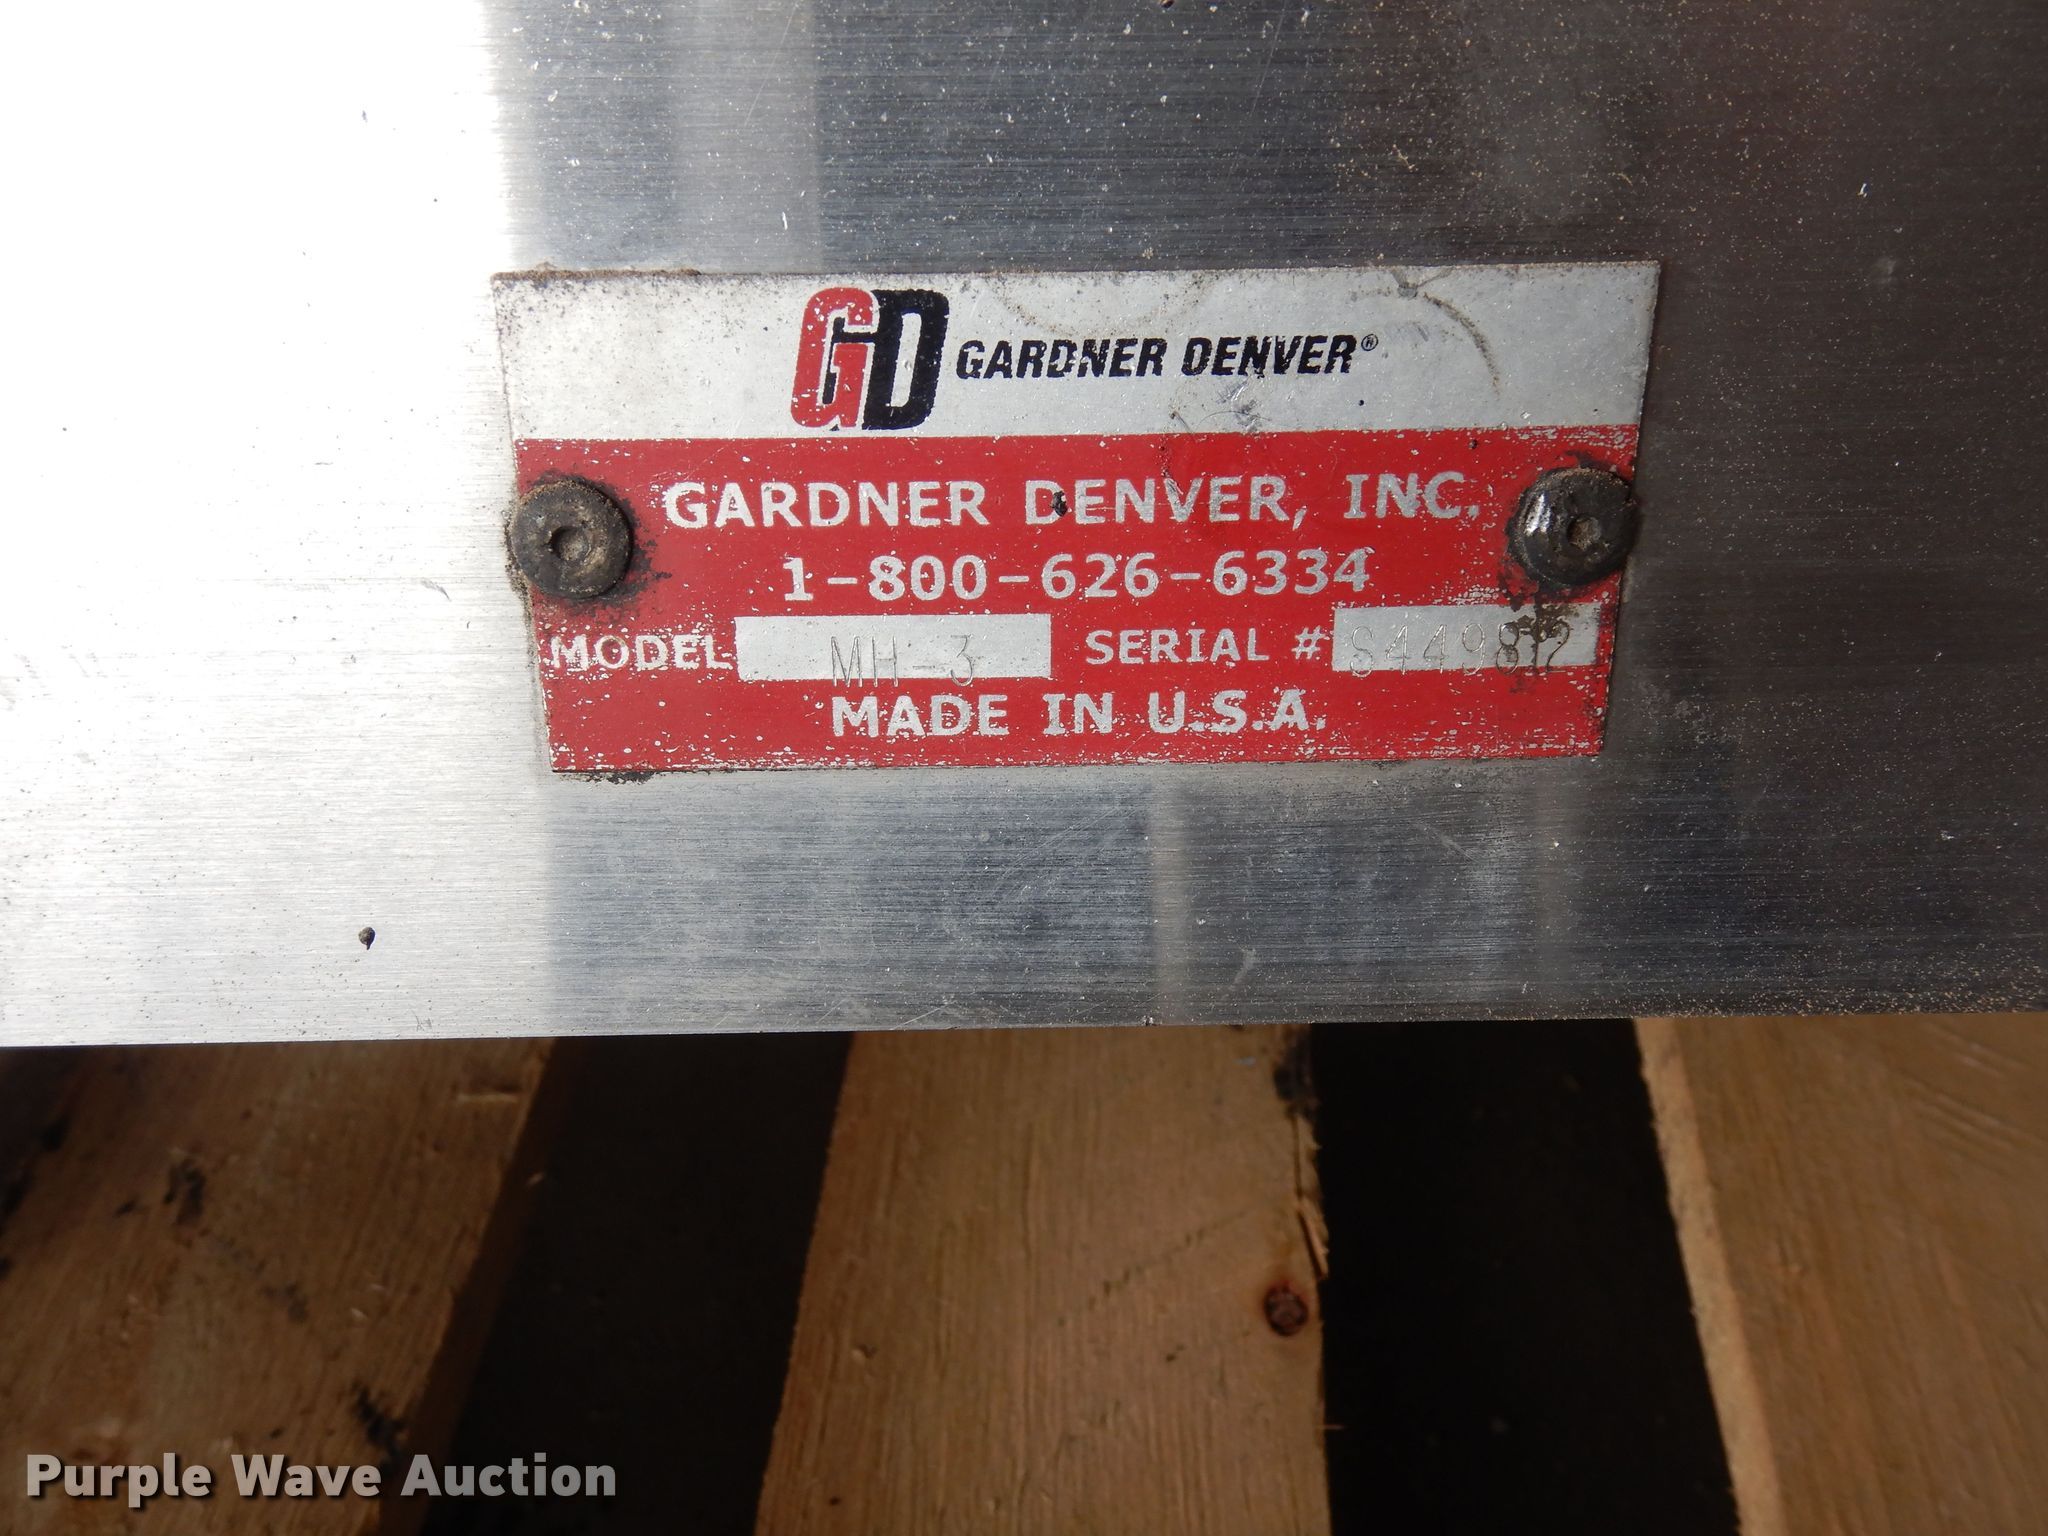 GD GARDNER DENVER®
GARDNER DENVER, INC.
1-800-626-6334
MODEL MH-3 SERIAL #
MADE IN U.S.A.
Purple Wave Auction